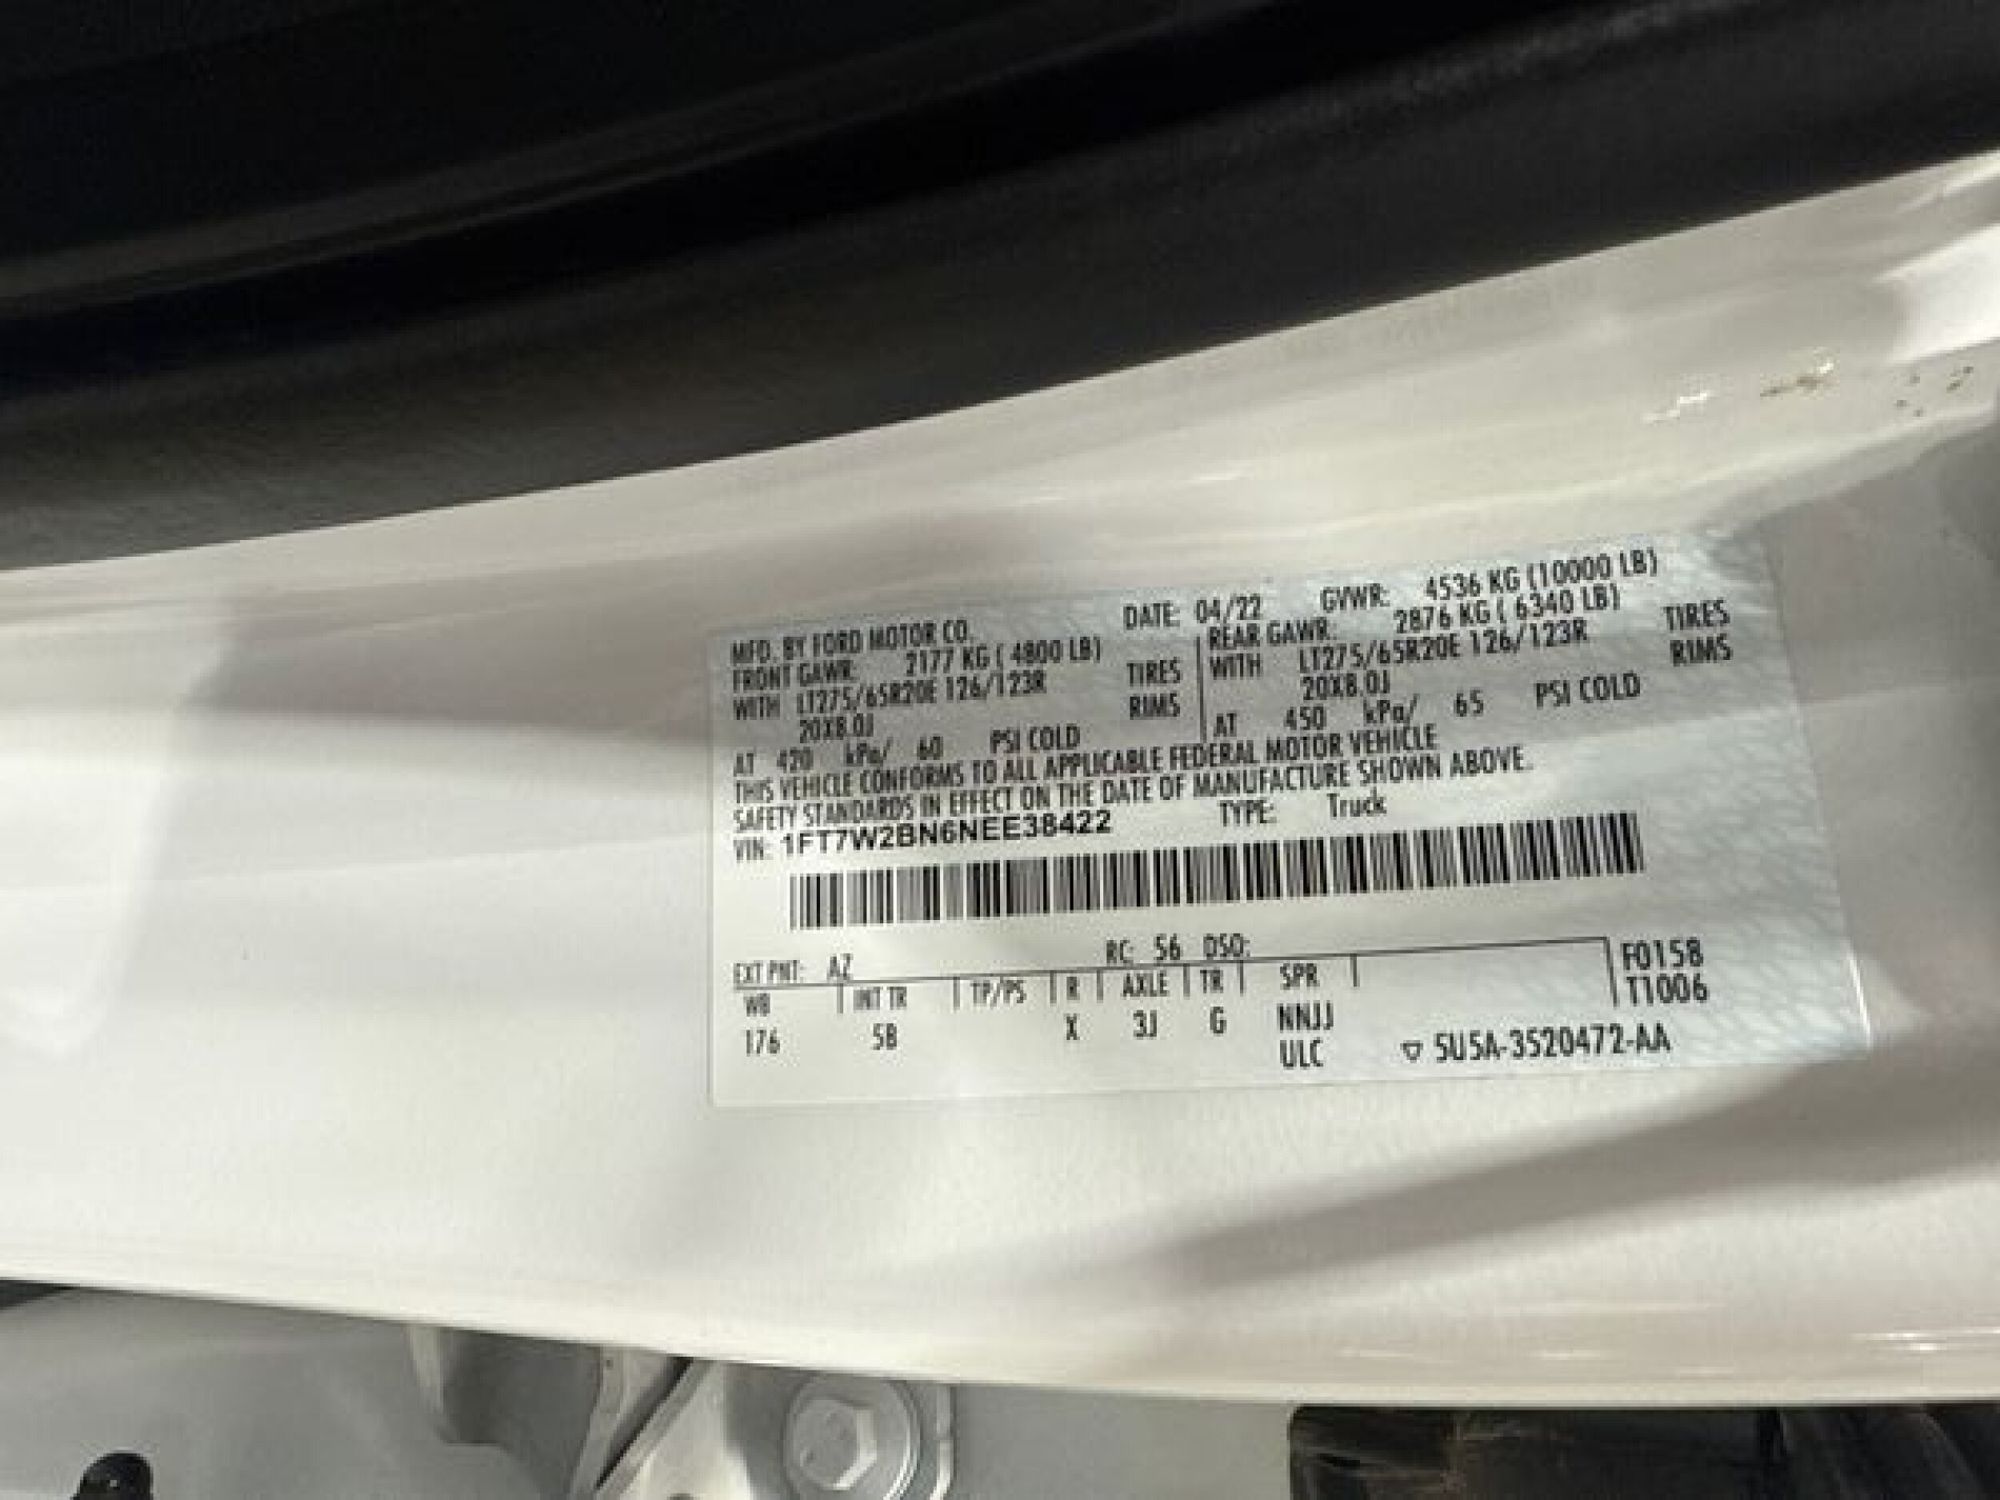 MFD. BY FORD MOTOR CO. DATE: 04/22 GVWR: 4536 KG (10000 LB)
FRONT GAWR: 2177 KG ( 4800 LB) REAR GAWR: 2876 KG ( 6340 LB)
WITH LT275/65R20E 126/123R TIRES WITH LT275/65R20E 126/123R TIRES
20X8.0J RIMS 20X8.0J RIMS
AT 420 kPa/ 60 PSI COLD AT 450 kPa/ 65 PSI COLD
THIS VEHICLE CONFORMS TO ALL APPLICABLE FEDERAL MOTOR VEHICLE
SAFETY STANDARDS IN EFFECT ON THE DATE OF MANUFACTURE SHOWN ABOVE.
VIN: 1FT7W2BN6NEE38422 TYPE: Truck
EXT PNT: AZ RC: 56 DSO: F0158
WB INT TR TP/PS R AXLE TR SPR T1006
176 5B X 3J G NNJJ
ULC ▽ 5U5A-3520472-AA